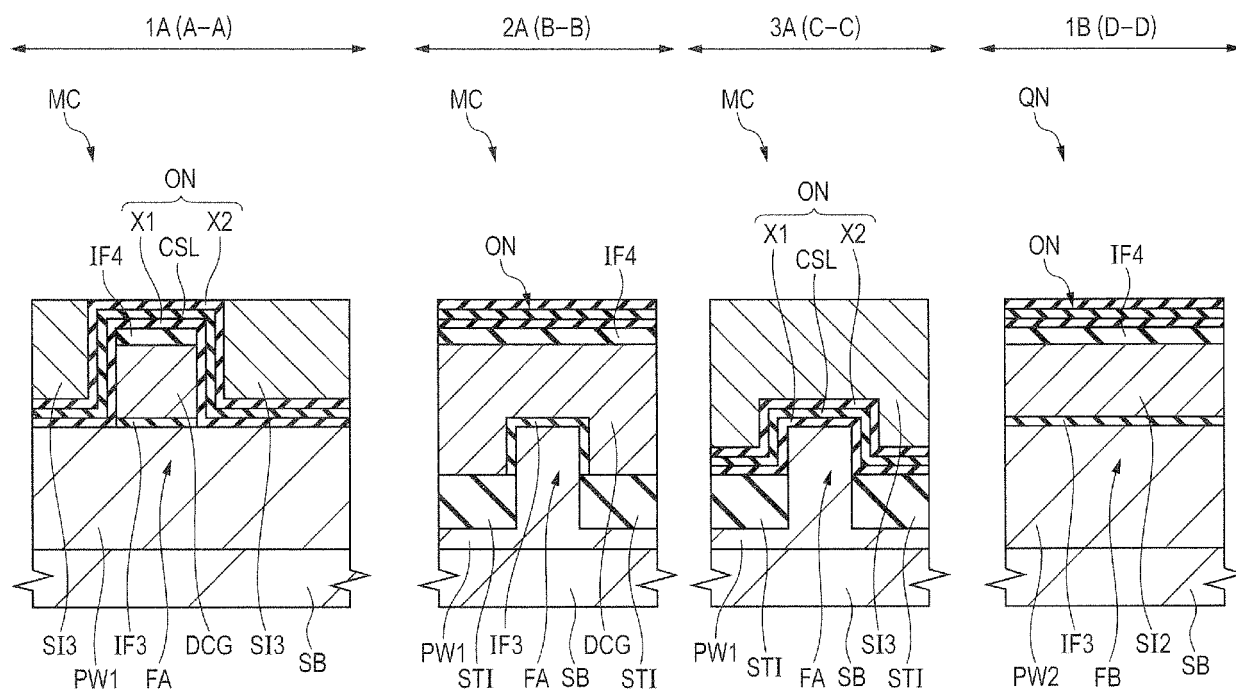 1A (A-A) 2A (B-B) 3A (C-C) 1B (D-D)
MC MC MC QN
ON ON
X1 X2 X1 X2
CSL CSL
IF4 ON IF4 ON IF4
SI3 IF3 DCG SI3 SB
PW1 FA
PW1 IF3 DCG
STI FA SB STI
PW1 SI3
STI FA SB STI
IF3 SI2
PW2 FB SB